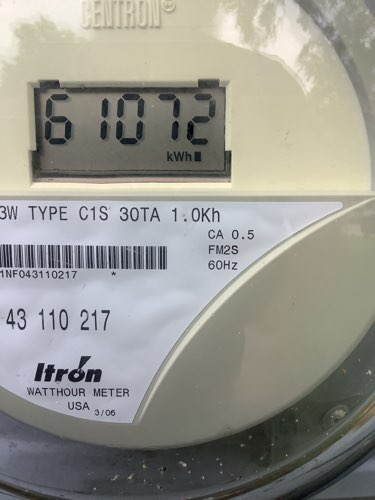 CENTRON®
61072
kWh
3W TYPE C1S 30TA 1.0Kh
CA 0.5
FM2S
60Hz
1NF043110217 *
43 110 217
Itron
WATTHOUR METER
USA 3/06